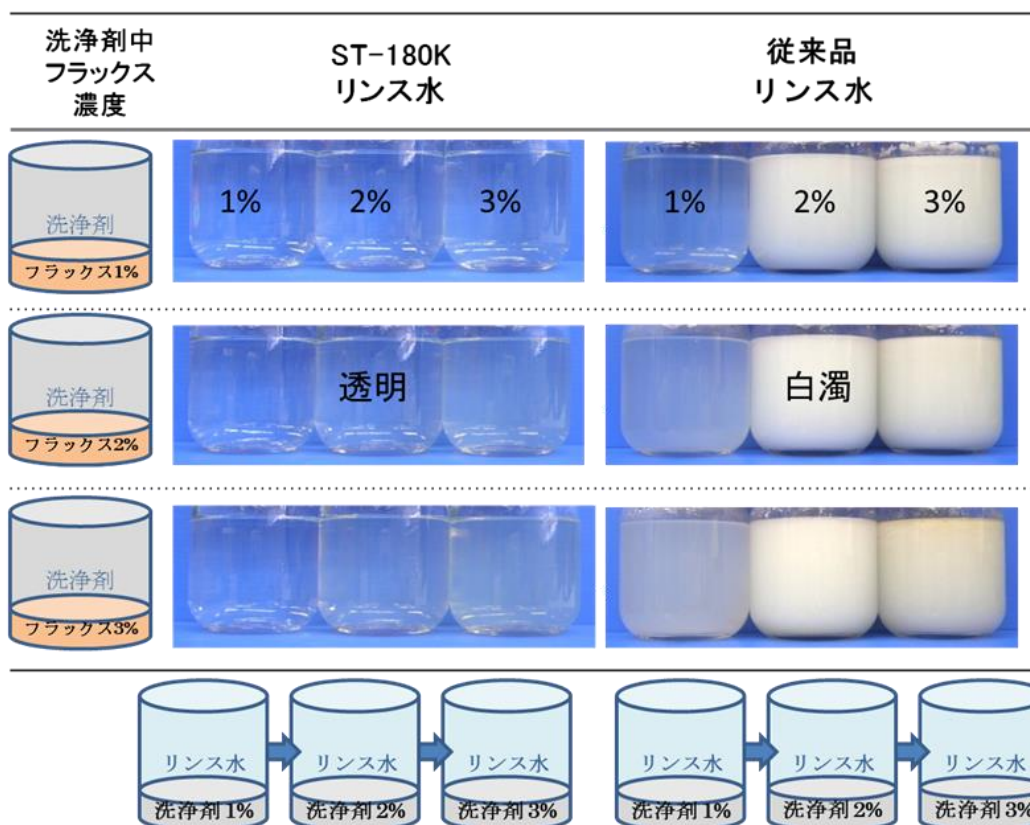 洗浄剤中
フラックス
濃度
ST-180K
リンス水
従来品
リンス水
洗浄剤
フラックス1%
1%
2%
3%
1%
2%
3%
洗浄剤
フラックス2%
透明
白濁
洗浄剤
フラックス3%
リンス水
洗浄剤1%
リンス水
洗浄剤2%
リンス水
洗浄剤3%
リンス水
洗浄剤1%
リンス水
洗浄剤2%
リンス水
洗浄剤3%